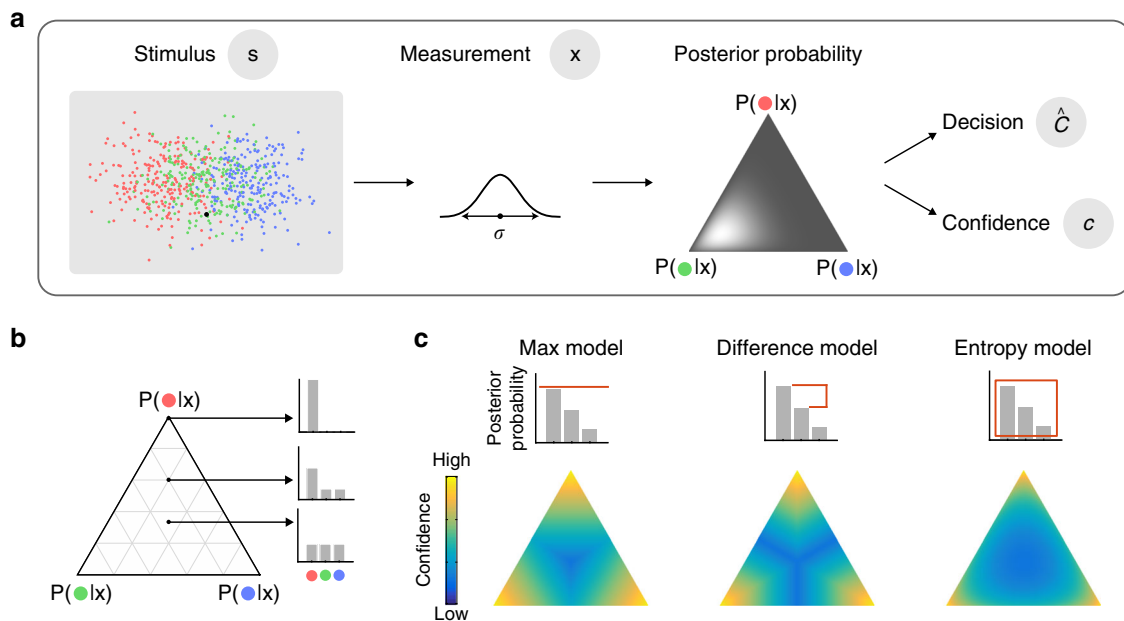 a
Stimulus s
Measurement x
Posterior probability
P(●|x)
σ
P(●|x)
P(●|x)
Decision Ĉ
Confidence c
b
P(●|x)
P(●|x)
P(●|x)
c
Max model
Difference model
Entropy model
Posterior
probability
High
Confidence
Low